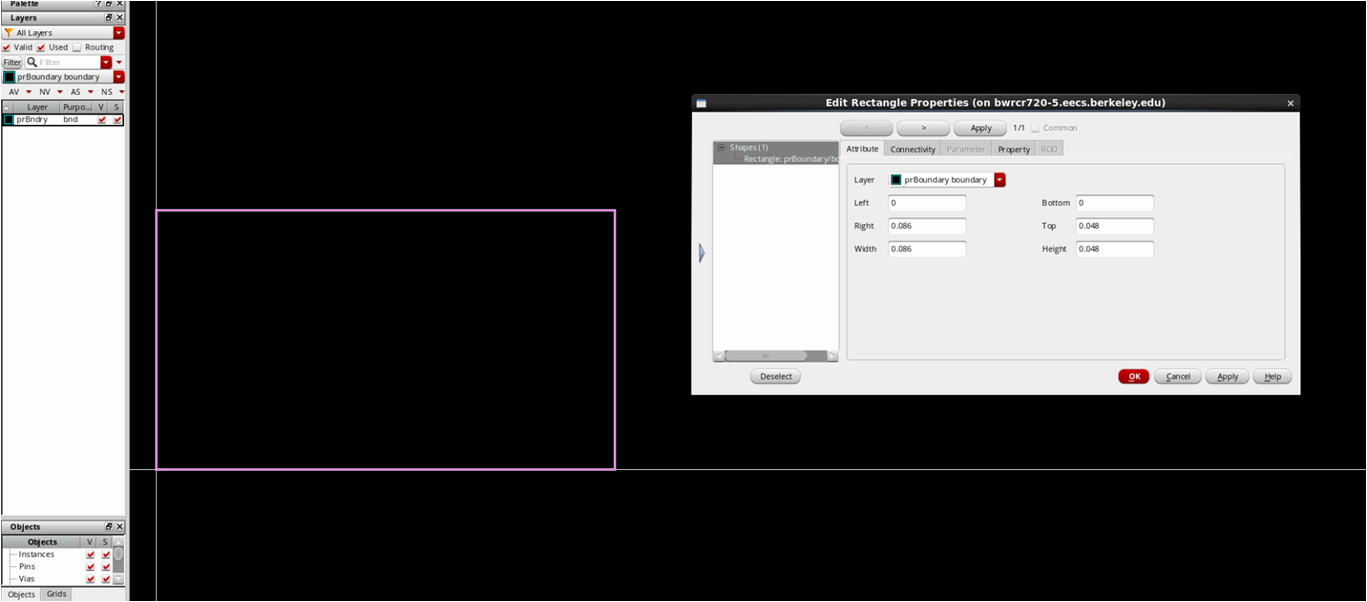 Palette
Layers
All Layers
Valid Used Routing
Filter Filter
prBoundary boundary
AV NV AS NS
Layer Purpo... V S
prBndry bnd
Objects
Objects V S
Instances
Pins
Vias
Objects Grids
Edit Rectangle Properties (on bwrcr720-5.eecs.berkeley.edu)
< > Apply 1/1 Common
Shapes (1)
Rectangle: prBoundary/bo
Attribute Connectivity Parameter Property ROD
Layer prBoundary boundary
Left 0 Bottom 0
Right 0.086 Top 0.048
Width 0.086 Height 0.048
Deselect
OK Cancel Apply Help